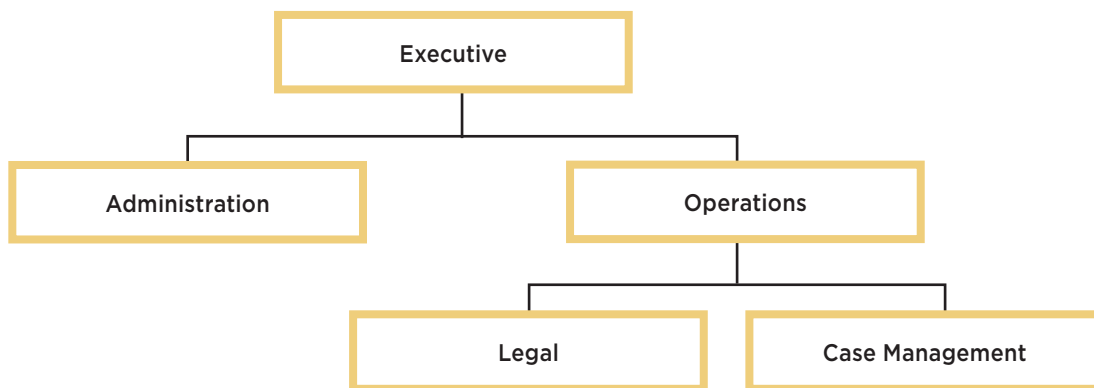 Executive
Administration
Operations
Legal
Case Management